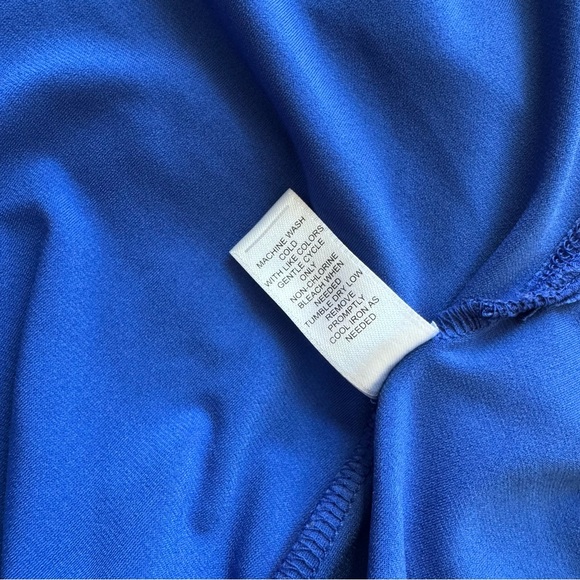 MACHINE WASH
COLD
WITH LIKE COLORS
GENTLE CYCLE
ONLY
NON-CHLORINE
BLEACH WHEN
NEEDED
TUMBLE DRY LOW
REMOVE
PROMPTLY
COOL IRON AS
NEEDED